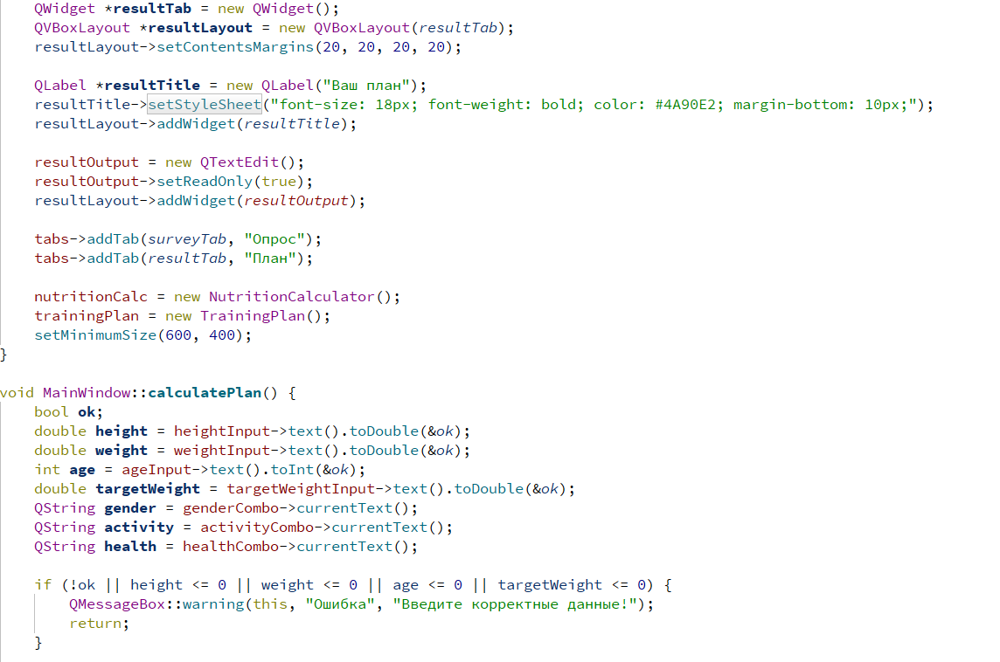 QWidget *resultTab = new QWidget();
QVBoxLayout *resultLayout = new QVBoxLayout(resultTab);
resultLayout->setContentsMargins(20, 20, 20, 20);
QLabel *resultTitle = new QLabel("Ваш план");
resultTitle->setStyleSheet("font-size: 18px; font-weight: bold; color: #4A90E2; margin-bottom: 10px;");
resultLayout->addWidget(resultTitle);
resultOutput = new QTextEdit();
resultOutput->setReadOnly(true);
resultLayout->addWidget(resultOutput);
tabs->addTab(surveyTab, "Опрос");
tabs->addTab(resultTab, "План");
nutritionCalc = new NutritionCalculator();
trainingPlan = new TrainingPlan();
setMinimumSize(600, 400);
}
void MainWindow::calculatePlan() {
bool ok;
double height = heightInput->text().toDouble(&ok);
double weight = weightInput->text().toDouble(&ok);
int age = ageInput->text().toInt(&ok);
double targetWeight = targetWeightInput->text().toDouble(&ok);
QString gender = genderCombo->currentText();
QString activity = activityCombo->currentText();
QString health = healthCombo->currentText();
if (!ok || height <= 0 || weight <= 0 || age <= 0 || targetWeight <= 0) {
QMessageBox::warning(this, "Ошибка", "Введите корректные данные!");
return;
}